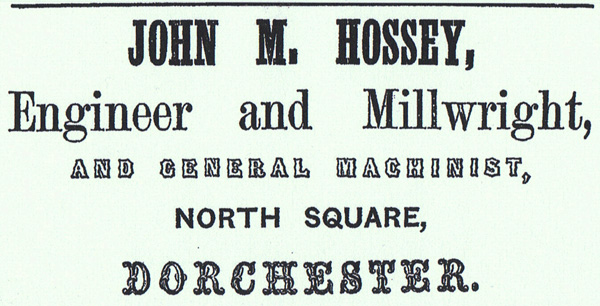 JOHN M. HOSSEY,
Engineer and Millwright,
AND GENERAL MACHINIST,
NORTH SQUARE,
DORCHESTER.